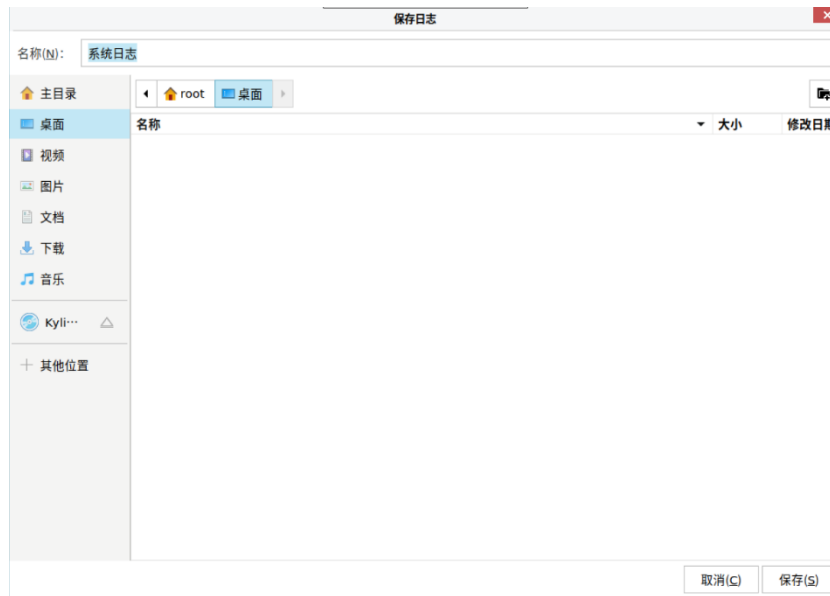 保存日志
名称(N)： 系统日志
主目录
root 桌面
桌面
名称 大小 修改日期
视频
图片
文档
下载
音乐
Kyli···
其他位置
取消(C) 保存(S)